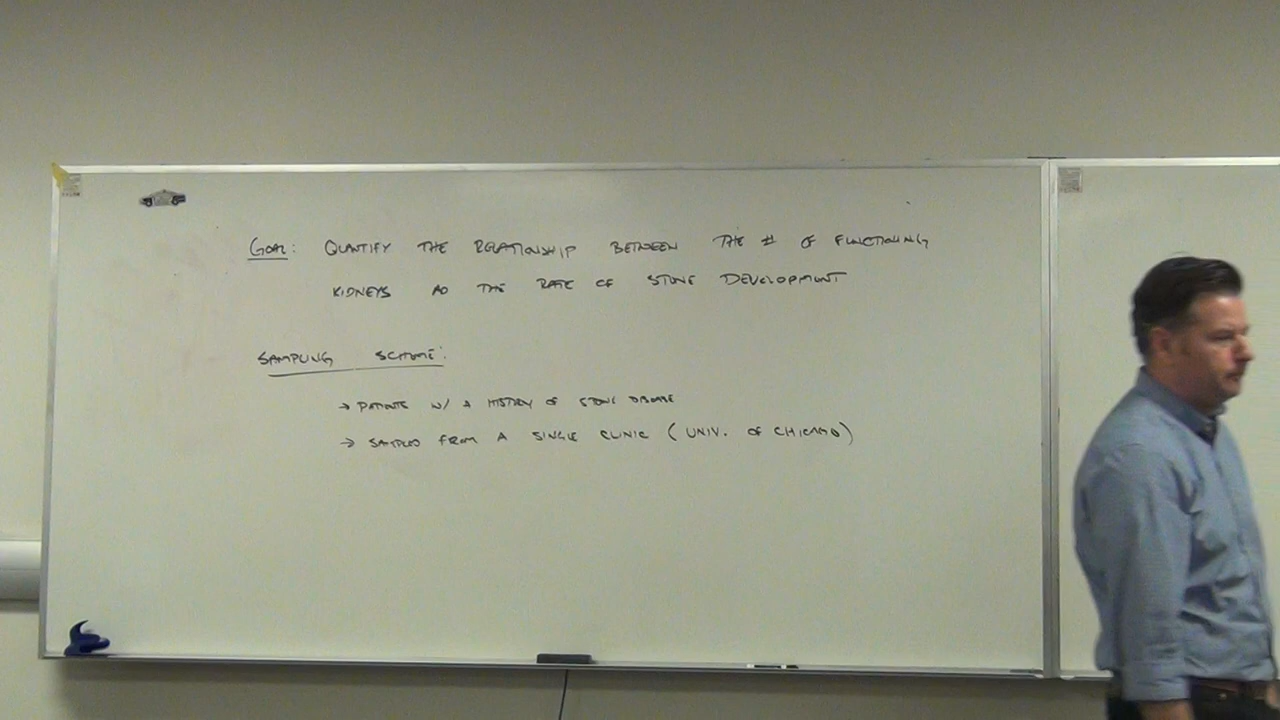 GOAL: QUANTIFY THE RELATIONSHIP BETWEEN THE # OF FUNCTIONING
KIDNEYS AND THE RATE OF STONE DEVELOPMENT
SAMPLING SCHEME:
→ PATIENTS W/ A HISTORY OF STONE DISEASE
→ SAMPLED FROM A SINGLE CLINIC (UNIV. OF CHICAGO)